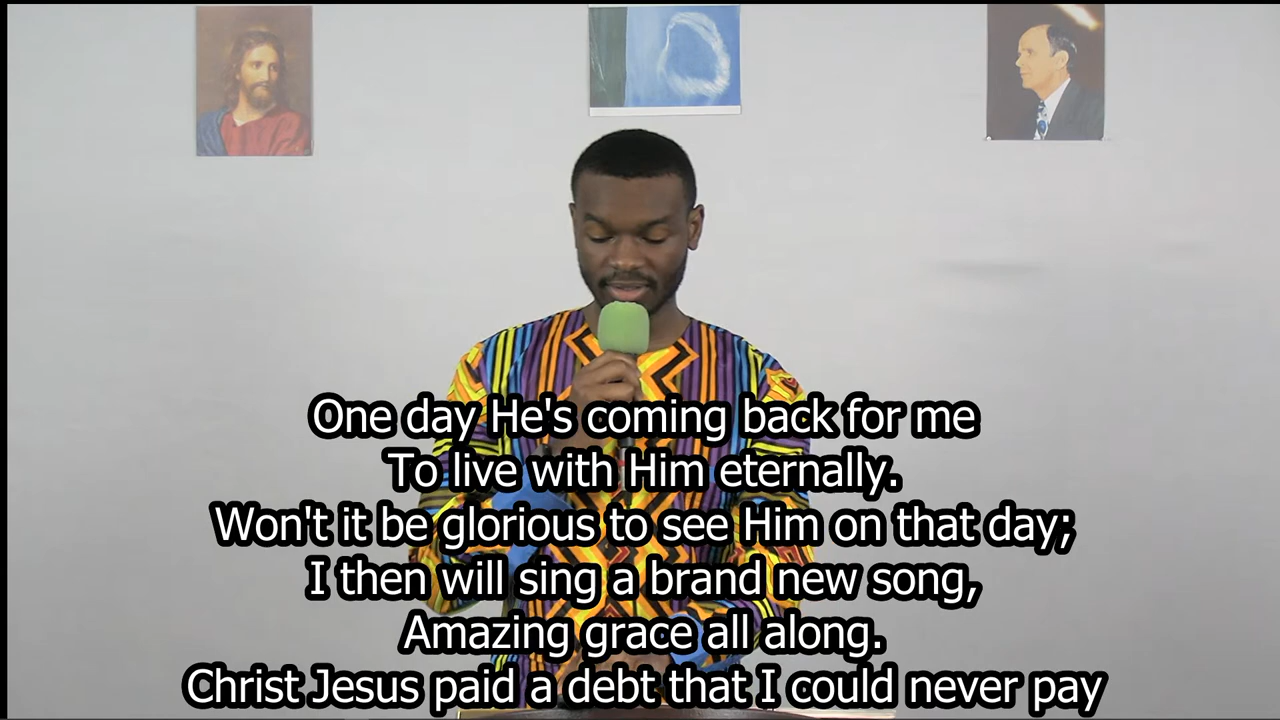 One day He's coming back for me
To live with Him eternally.
Won't it be glorious to see Him on that day;
I then will sing a brand new song,
Amazing grace all along.
Christ Jesus paid a debt that I could never pay